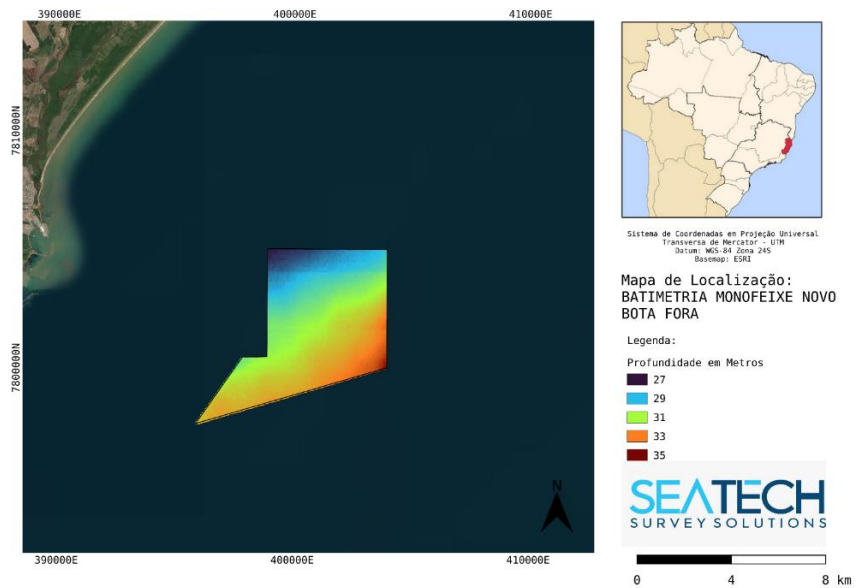 390000E
400000E
410000E
7810000N
7800000N
N
390000E
400000E
410000E
Sistema de Coordenadas en Projeção Universal
Transversa de Mercator - UTM
Datum: WGS-84 Zona 24S
Basemap: ESRI
Mapa de Localização:
BATIMETRIA MONOFEIXE NOVO
BOTA FORA
Legenda:
Profundidade em Metros
27
29
31
33
35
SEATECH
SURVEY SOLUTIONS
0 4 8 km